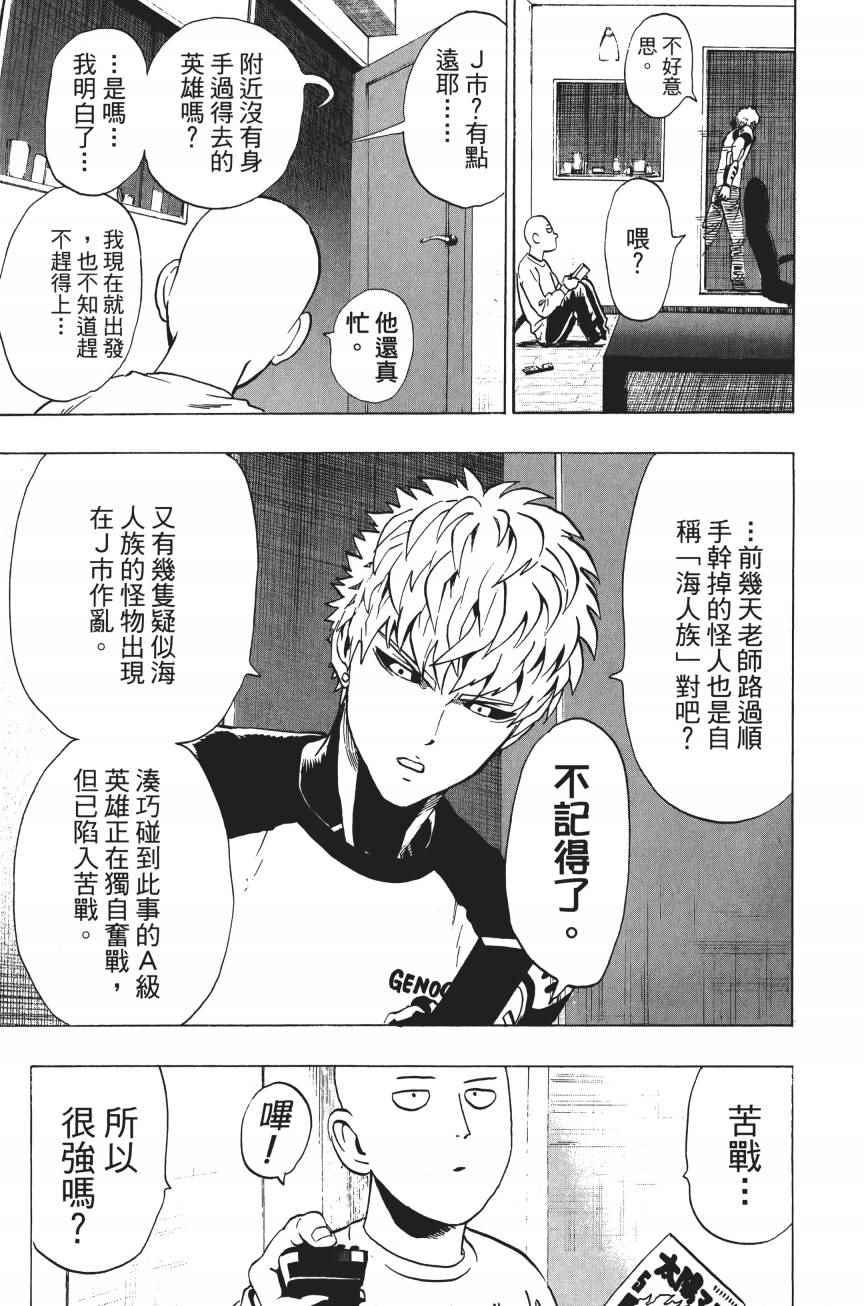 不好意
思。
喂？
Ｊ市？有點
遠耶……
附近沒有身
手過得去的
英雄嗎？
…是嗎…
我明白了…
他還真
忙。
我現在就出發
，也不知道趕
不趕得上…
…前幾天老師路過順
手幹掉的怪人也是自
稱「海人族」對吧？
不記得了。
又有幾隻疑似海
人族的怪物出現
在Ｊ市作亂。
湊巧碰到此事的Ａ級
英雄正在獨自奮戰，
但已陷入苦戰。
GENO
苦戰…
嗶！
所以
很強嗎？
太陽
5